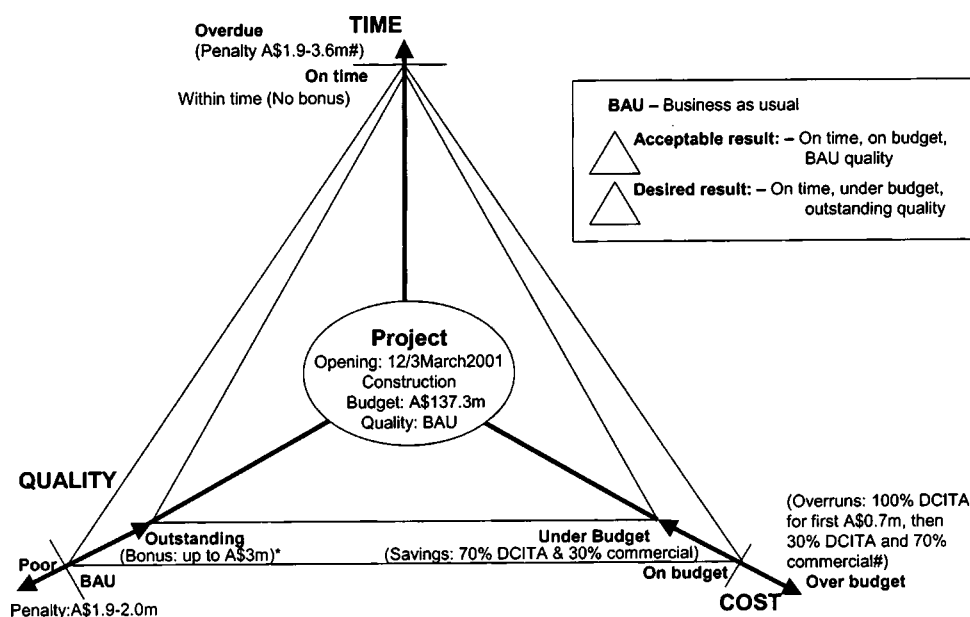 TIME
Overdue
(Penalty A$1.9-3.6m#)
On time
Within time (No bonus)
BAU – Business as usual
Acceptable result: – On time, on budget,
BAU quality
Desired result: – On time, under budget,
outstanding quality
Project
Opening: 12/3March2001
Construction
Budget: A$137.3m
Quality: BAU
QUALITY
Outstanding
(Bonus: up to A$3m)*
Poor
BAU
Penalty:A$1.9-2.0m
Under Budget
(Savings: 70% DCITA & 30% commercial)
On budget
(Overruns: 100% DCITA
for first A$0.7m, then
30% DCITA and 70%
commercial#)
Over budget
COST